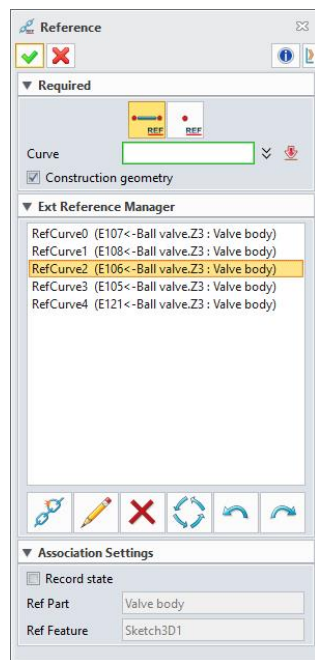 Reference
Required
REF REF
Curve
Construction geometry
Ext Reference Manager
RefCurve0 (E107<-Ball valve.Z3 : Valve body)
RefCurve1 (E108<-Ball valve.Z3 : Valve body)
RefCurve2 (E106<-Ball valve.Z3 : Valve body)
RefCurve3 (E105<-Ball valve.Z3 : Valve body)
RefCurve4 (E121<-Ball valve.Z3 : Valve body)
Association Settings
Record state
Ref Part Valve body
Ref Feature Sketch3D1